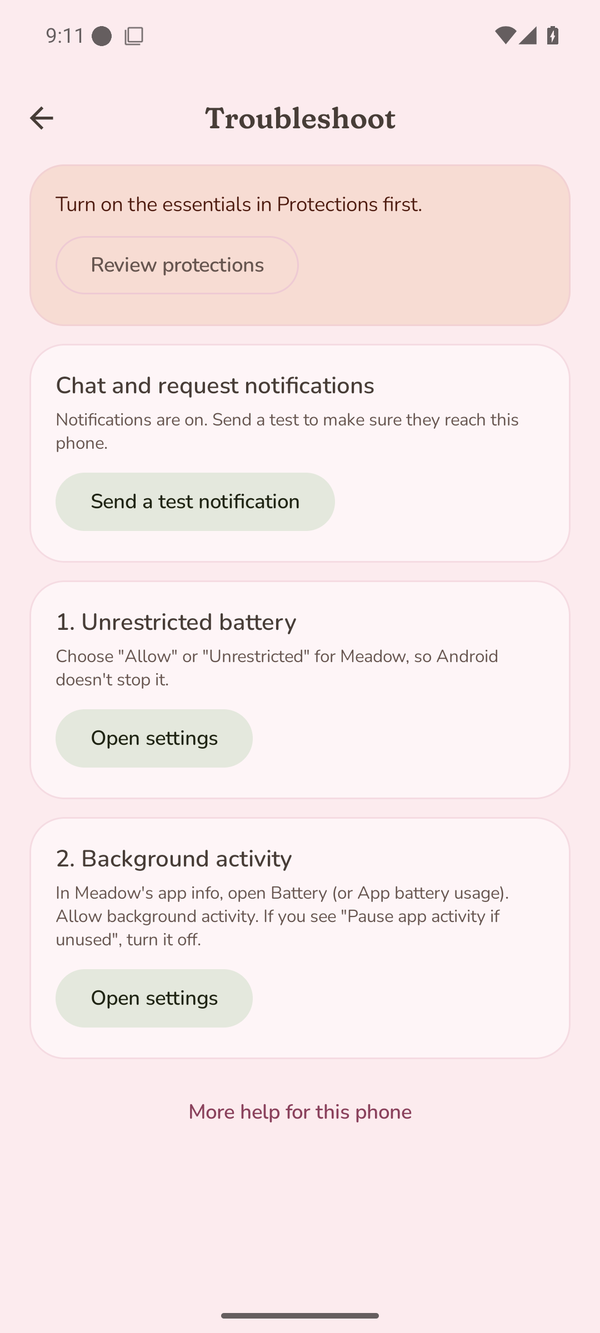 9:11
Troubleshoot
Turn on the essentials in Protections first.
Review protections
Chat and request notifications
Notifications are on. Send a test to make sure they reach this
phone.
Send a test notification
1. Unrestricted battery
Choose "Allow" or "Unrestricted" for Meadow, so Android
doesn't stop it.
Open settings
2. Background activity
In Meadow's app info, open Battery (or App battery usage).
Allow background activity. If you see "Pause app activity if
unused", turn it off.
Open settings
More help for this phone